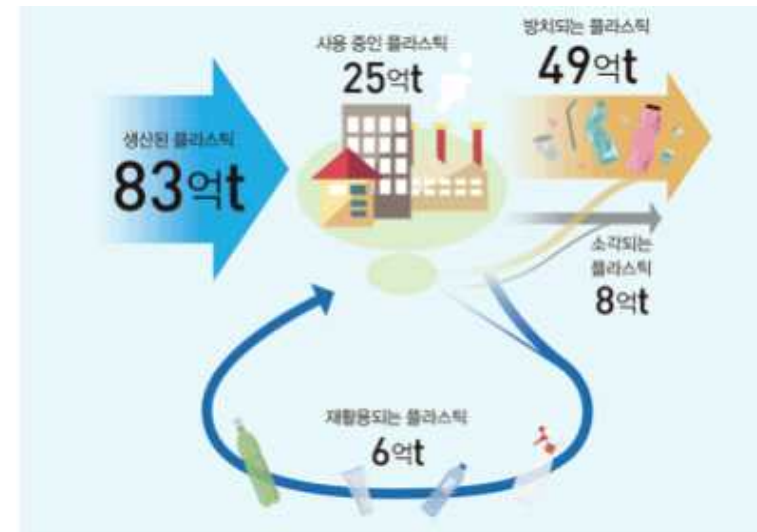 사용 중인 플라스틱
25억t
방치되는 플라스틱
49억t
생산된 플라스틱
83억t
소각되는
플라스틱
8억t
재활용되는 플라스틱
6억t